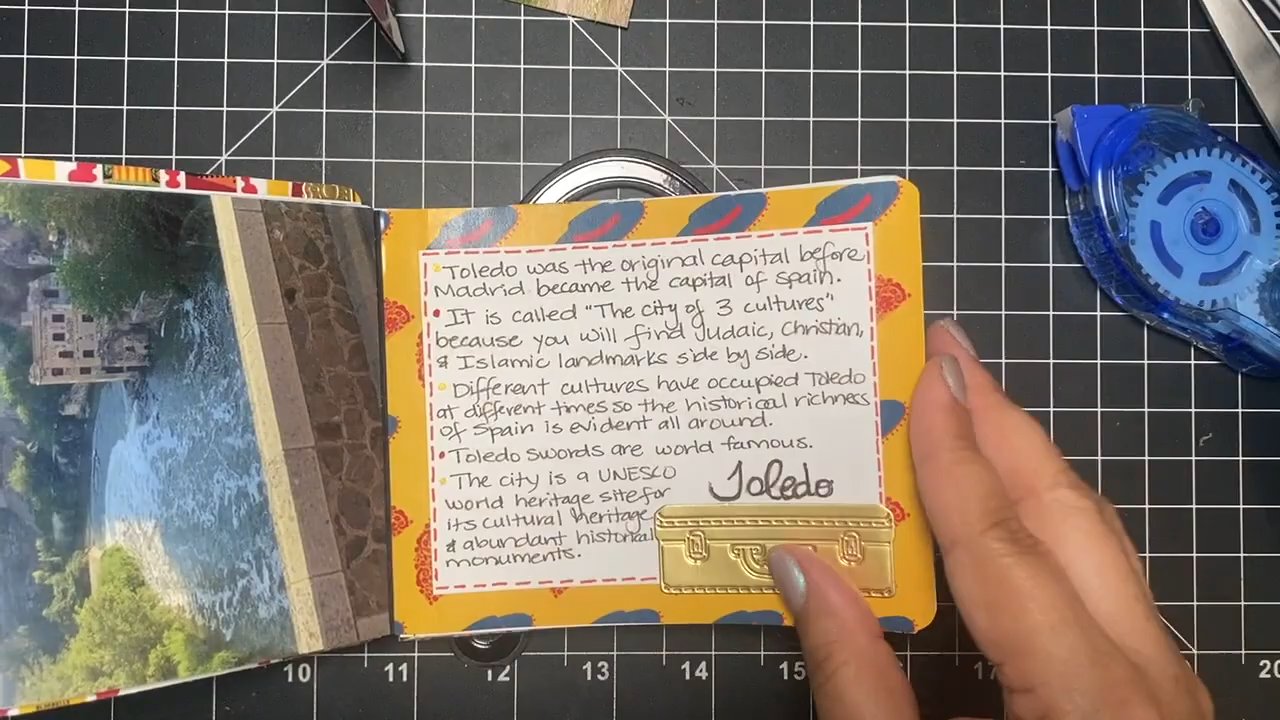 Toledo was the original capital before
Madrid became the capital of Spain.
It is called "The city of 3 cultures"
because you will find Judaic, Christian,
& Islamic landmarks side by side.
Different cultures have occupied Toledo
at different times so the historical richness
of Spain is evident all around.
Toledo swords are world famous.
The city is a UNESCO
world heritage site for
its cultural heritage
& abundant historical
monuments.
Toledo
10 11 12 13 14 15 17 20